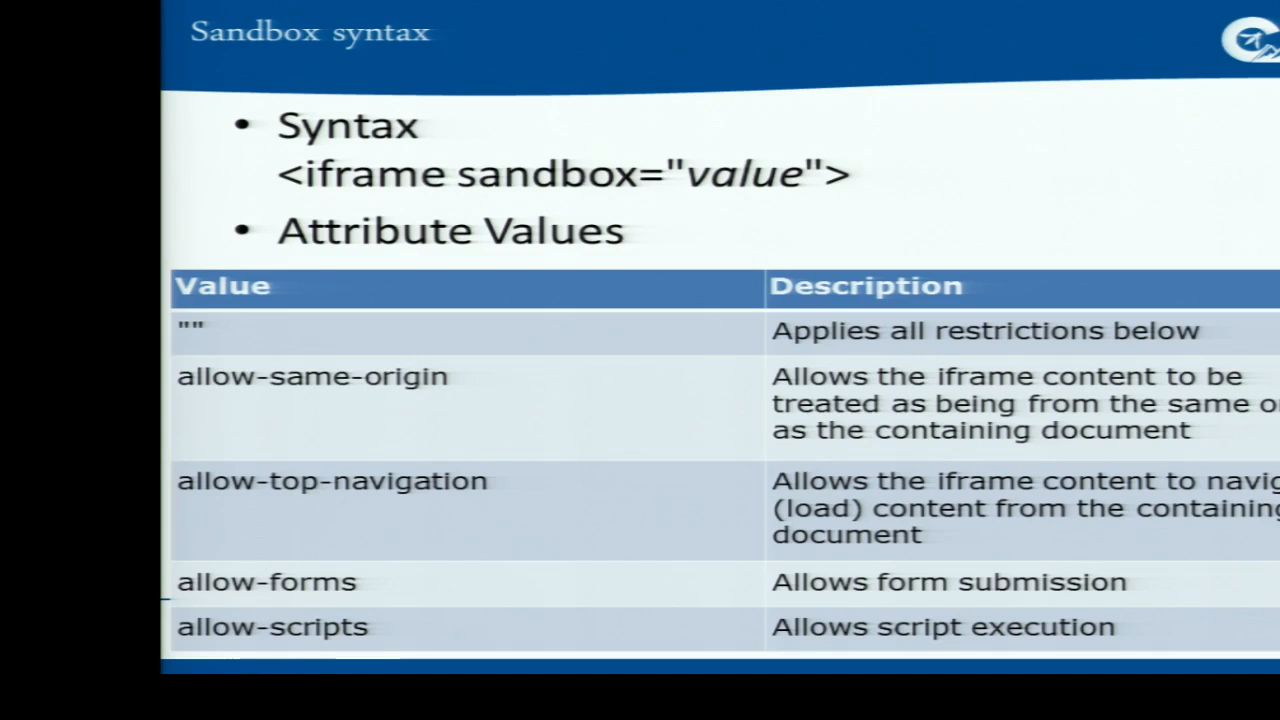 Sandbox syntax
• Syntax
<iframe sandbox="value">
• Attribute Values
Value Description
"" Applies all restrictions below
allow-same-origin Allows the iframe content to be
treated as being from the same
as the containing document
allow-top-navigation Allows the iframe content to
(load) content from the
document
allow-forms Allows form submission
allow-scripts Allows script execution